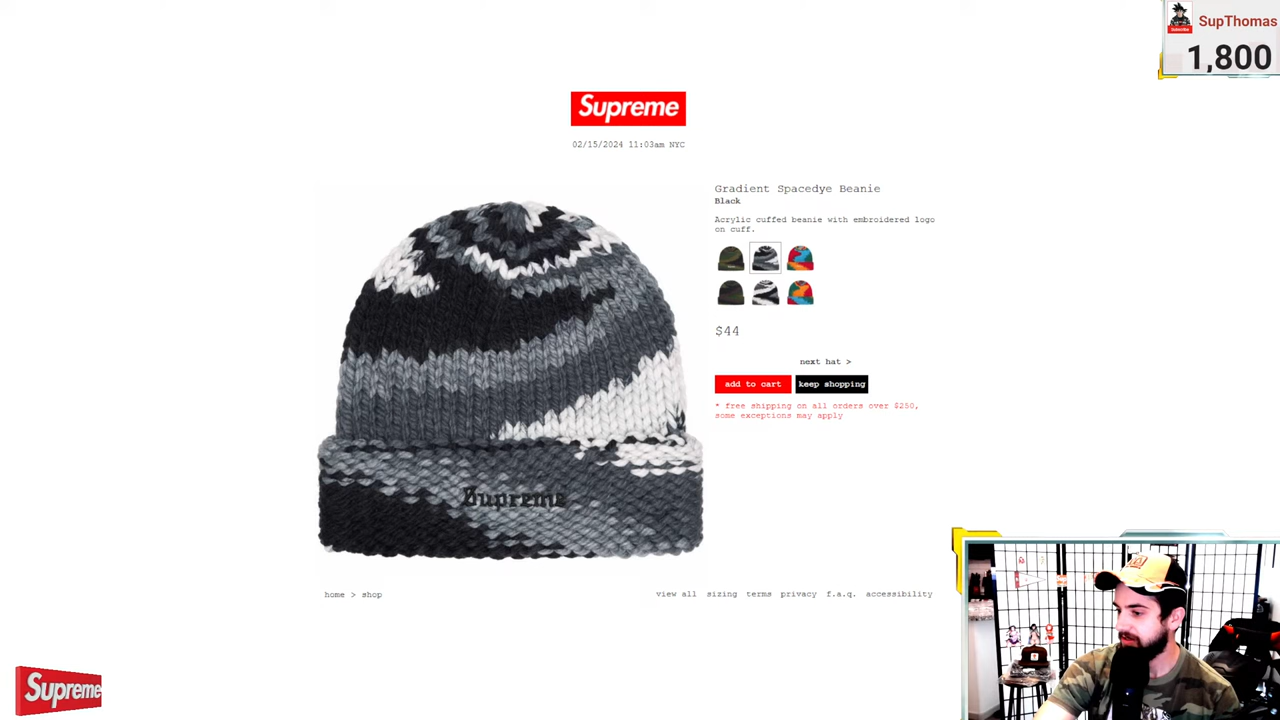 SupThomas
Subscribe
1,800
Supreme
02/15/2024 11:03am NYC
Gradient Spacedye Beanie
Black
Acrylic cuffed beanie with embroidered logo
on cuff.
$44
next hat >
add to cart
keep shopping
* free shipping on all orders over $250,
some exceptions may apply
Supreme
home > shop
view all sizing terms privacy f.a.q. accessibility
Supreme